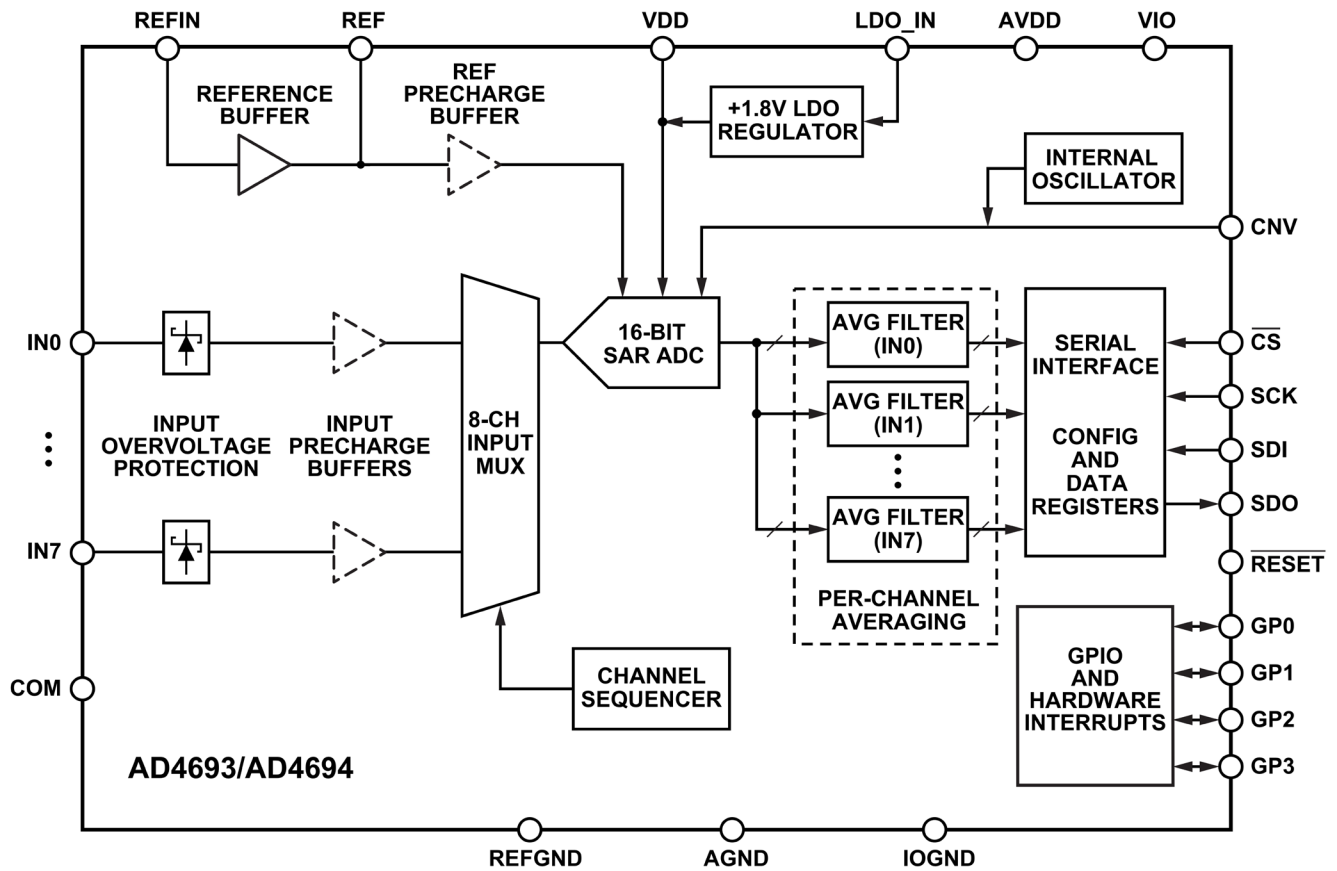 REFIN
REF
VDD
LDO_IN
AVDD
VIO
REFERENCE
BUFFER
REF
PRECHARGE
BUFFER
+1.8V LDO
REGULATOR
INTERNAL
OSCILLATOR
CNV
IN0
INPUT
OVERVOLTAGE
PROTECTION
IN7
COM
INPUT
PRECHARGE
BUFFERS
8-CH
INPUT
MUX
16-BIT
SAR ADC
AVG FILTER
(IN0)
AVG FILTER
(IN1)
AVG FILTER
(IN7)
PER-CHANNEL
AVERAGING
SERIAL
INTERFACE
CONFIG
AND
DATA
REGISTERS
CS
SCK
SDI
SDO
RESET
CHANNEL
SEQUENCER
GPIO
AND
HARDWARE
INTERRUPTS
GP0
GP1
GP2
GP3
AD4693/AD4694
REFGND
AGND
IOGND